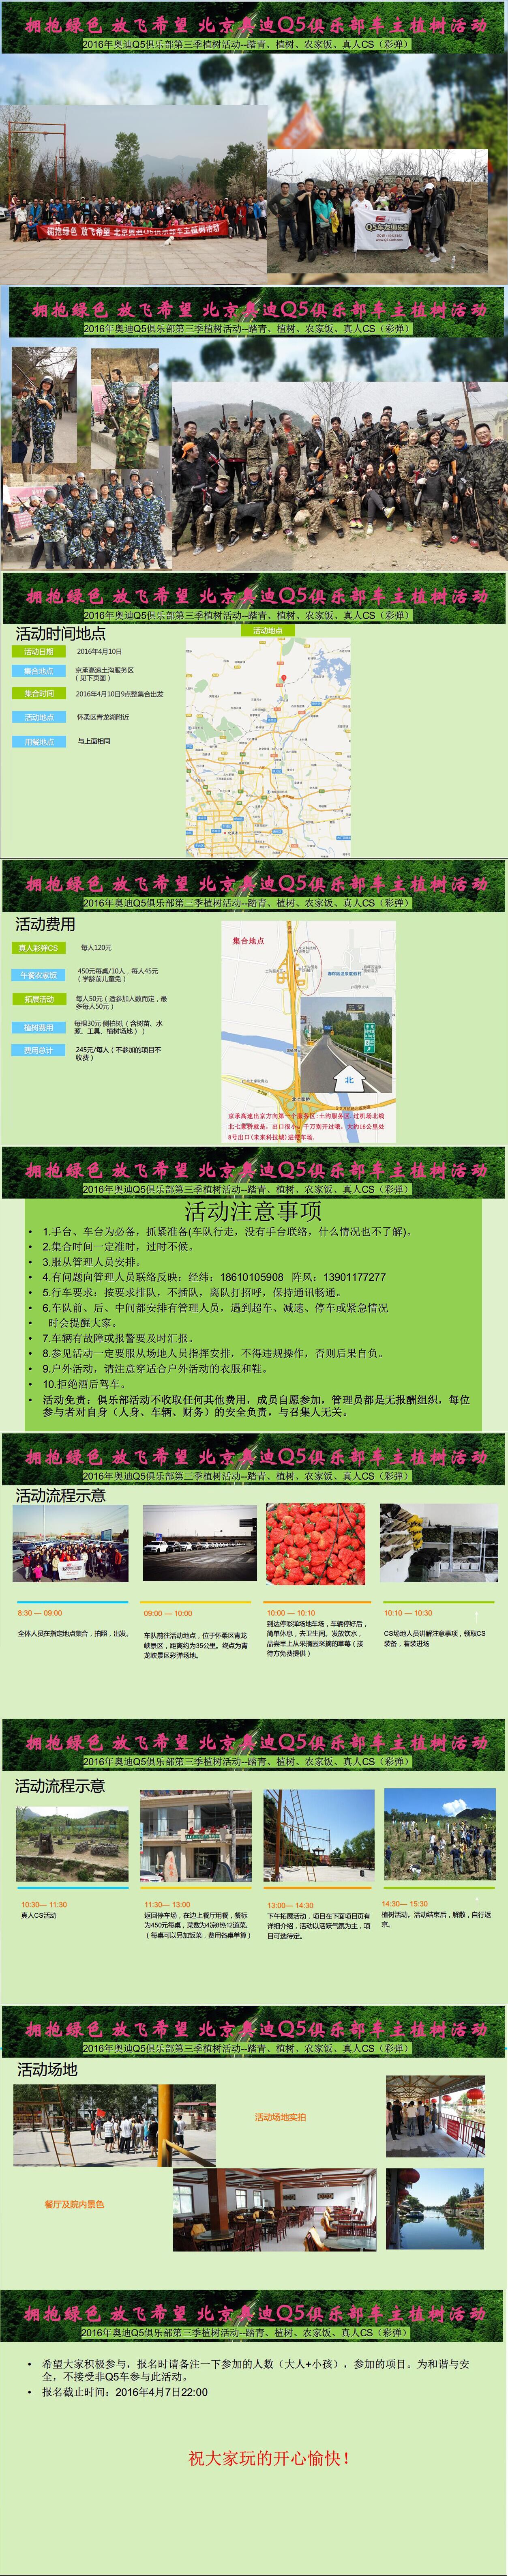 拥抱绿色 放飞希望 北京奥迪Q5俱乐部车主植树活动
2016年奥迪Q5俱乐部第三季植树活动--踏青、植树、农家饭、真人CS（彩弹）
拥抱绿色 放飞希望 北京奥迪Q5俱乐部车主植树活动
Q5车友俱乐部
拥抱绿色 放飞希望 北京奥迪Q5俱乐部车主植树活动
2016年奥迪Q5俱乐部第三季植树活动--踏青、植树、农家饭、真人CS（彩弹）
拥抱绿色 放飞希望 北京奥迪Q5俱乐部车主植树活动
2016年奥迪Q5俱乐部第三季植树活动--踏青、植树、农家饭、真人CS（彩弹）
活动时间地点
活动地点
活动日期 2016年4月10日
集合地点 京承高速土沟服务区
（见下页图）
集合时间 2016年4月10日9点整集合出发
活动地点 怀柔区青龙湖附近
用餐地点 与上面相同
拥抱绿色 放飞希望 北京奥迪Q5俱乐部车主植树活动
2016年奥迪Q5俱乐部第三季植树活动--踏青、植树、农家饭、真人CS（彩弹）
活动费用
真人彩弹CS 每人120元
午餐农家饭 450元每桌/10人，每人45元
（学龄前儿童免）
拓展活动 每人50元（道参加人数而定，最
多每人50元）
植树费用 每棵30元 侧柏树,（含树苗、水
源、工具、植树场地））
费用总计 245元/每人（不参加的项目不
收费）
集合地点
北
京承高速出京方向第一个服务区:土沟服务区.过机场北线
北七家桥就是，出口很小，千万别开过哦，大约16公里处
8号出口(未来科技城)进停车场.
拥抱绿色 放飞希望 北京奥迪Q5俱乐部车主植树活动
2016年奥迪Q5俱乐部第三季植树活动--踏青、植树、农家饭、真人CS（彩弹）
活动注意事项
• 1.手台、车台为必备，抓紧准备(车队行走，没有手台联络，什么情况也不了解)。
• 2.集合时间一定准时，过时不候。
• 3.服从管理人员安排。
• 4.有问题向管理人员联络反映：经纬：18610105908 阵风：13901177277
• 5.行车要求：按要求排队，不插队，离队打招呼，保持通讯畅通。
• 6.车队前、后、中间都安排有管理人员，遇到超车、减速、停车或紧急情况
• 时会提醒大家。
• 7.车辆有故障或报警要及时汇报。
• 8.参见活动一定要服从场地人员指挥安排，不得违规操作，否则后果自负。
• 9.户外活动，请注意穿适合户外活动的衣服和鞋。
• 10.拒绝酒后驾车。
• 活动免责：俱乐部活动不收取任何其他费用，成员自愿参加，管理员都是无报酬组织，每位
参与者对自身（人身、车辆、财务）的安全负责，与召集人无关。
拥抱绿色 放飞希望 北京奥迪Q5俱乐部车主植树活动
2016年奥迪Q5俱乐部第三季植树活动--踏青、植树、农家饭、真人CS（彩弹）
活动流程示意
8:30 — 09:00
全体人员在指定地点集合，拍照，出发。
09:00 — 10:00
车队前往活动地点，位于怀柔区青龙
峡景区，距离约为35公里。终点为青
龙峡景区彩弹场地。
10:00 — 10:10
到达停彩弹场地车场，车辆停好后，
简单休息，去卫生间。发放饮水，
品尝早上从采摘园采摘的草莓（接
待方免费提供）
10:10 — 10:30
CS场地人员讲解注意事项，领取CS
装备，着装进场
拥抱绿色 放飞希望 北京奥迪Q5俱乐部车主植树活动
2016年奥迪Q5俱乐部第三季植树活动--踏青、植树、农家饭、真人CS（彩弹）
活动流程示意
10:30— 11:30
真人CS活动
11:30— 13:00
返回停车场，在边上餐厅用餐，餐标
为450元每桌，菜数为4凉8热12道菜。
（每桌可以另加饭菜，费用各桌单算）
13:00— 14:30
下午拓展活动，项目在下面项目页有
详细介绍，活动以活跃气氛为主，项
目可选待定。
14:30— 15:30
植树活动。活动结束后，解散，自行返
京。
拥抱绿色 放飞希望 北京奥迪Q5俱乐部车主植树活动
2016年奥迪Q5俱乐部第三季植树活动--踏青、植树、农家饭、真人CS（彩弹）
活动场地
活动场地实拍
餐厅及院内景色
拥抱绿色 放飞希望 北京奥迪Q5俱乐部车主植树活动
2016年奥迪Q5俱乐部第三季植树活动--踏青、植树、农家饭、真人CS（彩弹）
• 希望大家积极参与，报名时请备注一下参加的人数（大人+小孩），参加的项目。为和谐与安
全，不接受非Q5车参与此活动。
• 报名截止时间：2016年4月7日22:00
祝大家玩的开心愉快！